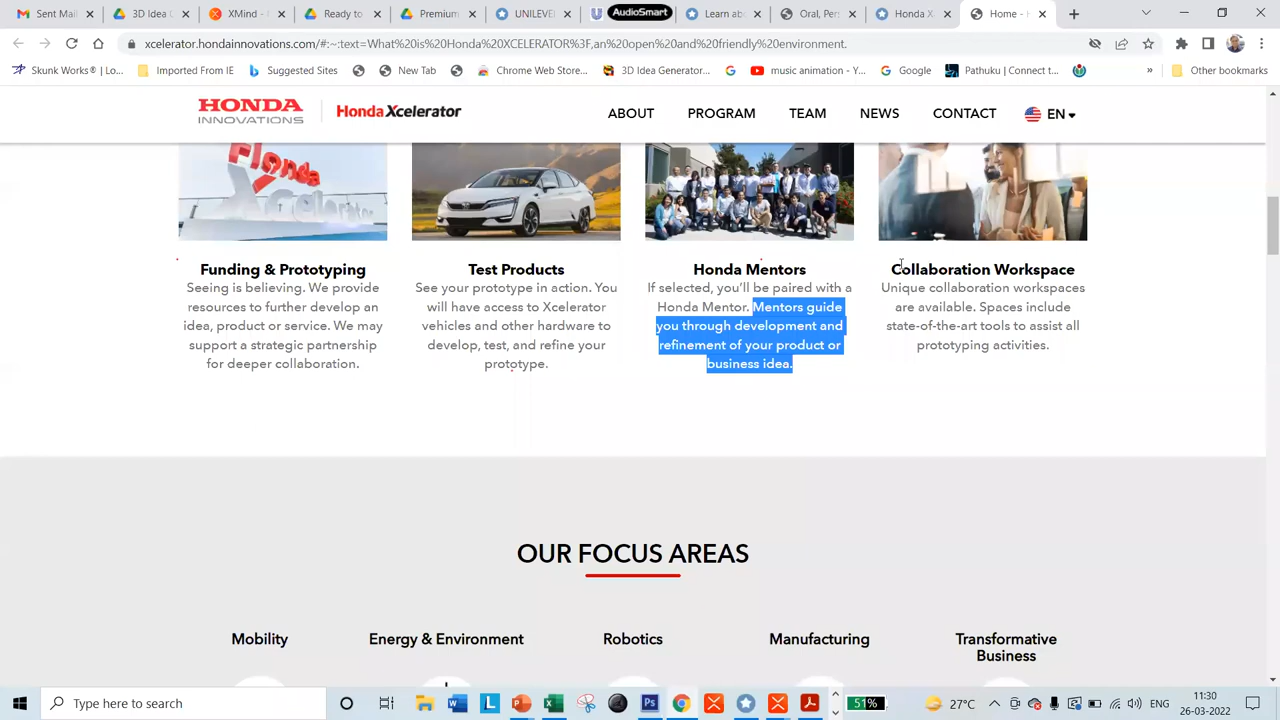 Sent Mail
3D Idea
XMind -
Res
Premium
UNILEVE
U AudioSmart
Learn ab
Oral, Pers
Honda
Home - H
xcelerator.hondainnovations.com/#:~:text=What%20is%20Honda%20XCELERATOR%3F,an%20open%20and%20friendly%20environment.
Skunk Works® | Lo...
Imported From IE
Suggested Sites
New Tab
Chrome Web Store...
3D Idea Generator...
music animation - Y...
Google
Pathuku | Connect t...
»
Other bookmarks
HONDA
INNOVATIONS
Honda Xcelerator
ABOUT
PROGRAM
TEAM
NEWS
CONTACT
EN
Honda
Xcelerator
Funding & Prototyping
Seeing is believing. We provide
resources to further develop an
idea, product or service. We may
support a strategic partnership
for deeper collaboration.
Test Products
See your prototype in action. You
will have access to Xcelerator
vehicles and other hardware to
develop, test, and refine your
prototype.
Honda Mentors
If selected, you’ll be paired with a
Honda Mentor. Mentors guide
you through development and
refinement of your product or
business idea.
Collaboration Workspace
Unique collaboration workspaces
are available. Spaces include
state-of-the-art tools to assist all
prototyping activities.
OUR FOCUS AREAS
Mobility
Energy & Environment
Robotics
Manufacturing
Transformative
Business
Type here to
51%
27°C
ENG
11:30
26-03-2022